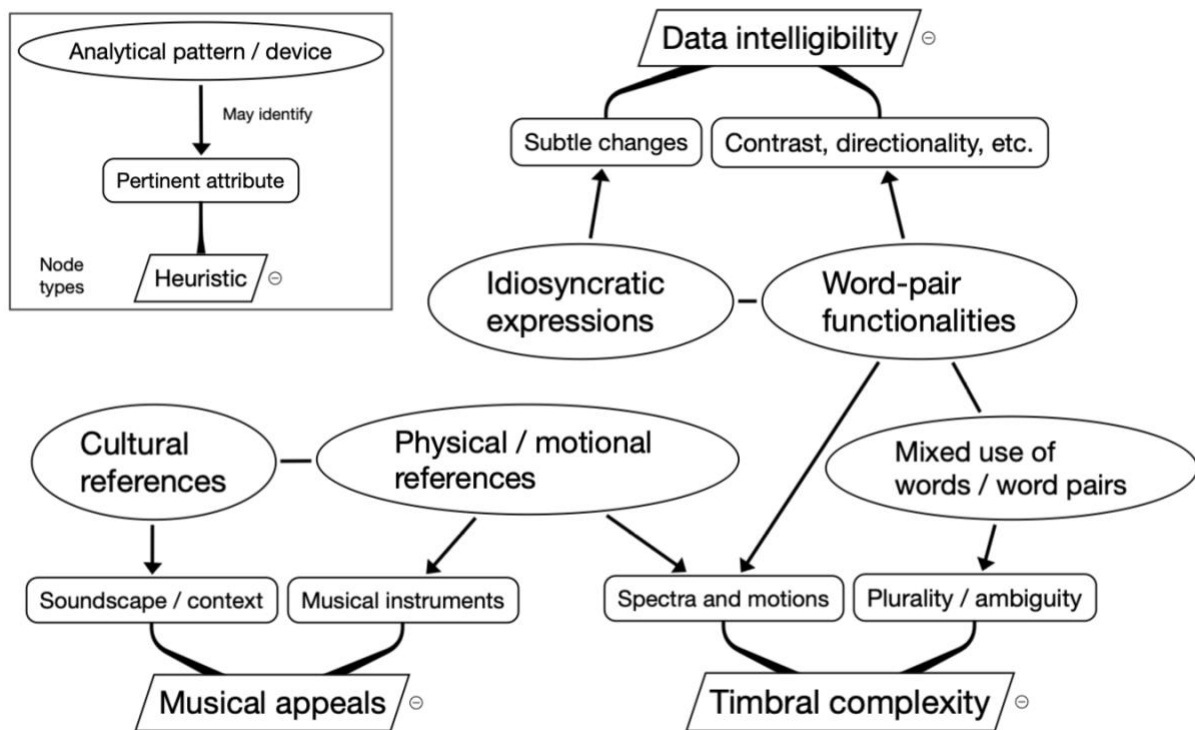 Analytical pattern / device
May identify
Pertinent attribute
Node
types
Heuristic
Data intelligibility
Subtle changes
Contrast, directionality, etc.
Idiosyncratic
expressions
Word-pair
functionalities
Cultural
references
Physical / motional
references
Mixed use of
words / word pairs
Soundscape / context
Musical instruments
Spectra and motions
Plurality / ambiguity
Musical appeals
Timbral complexity